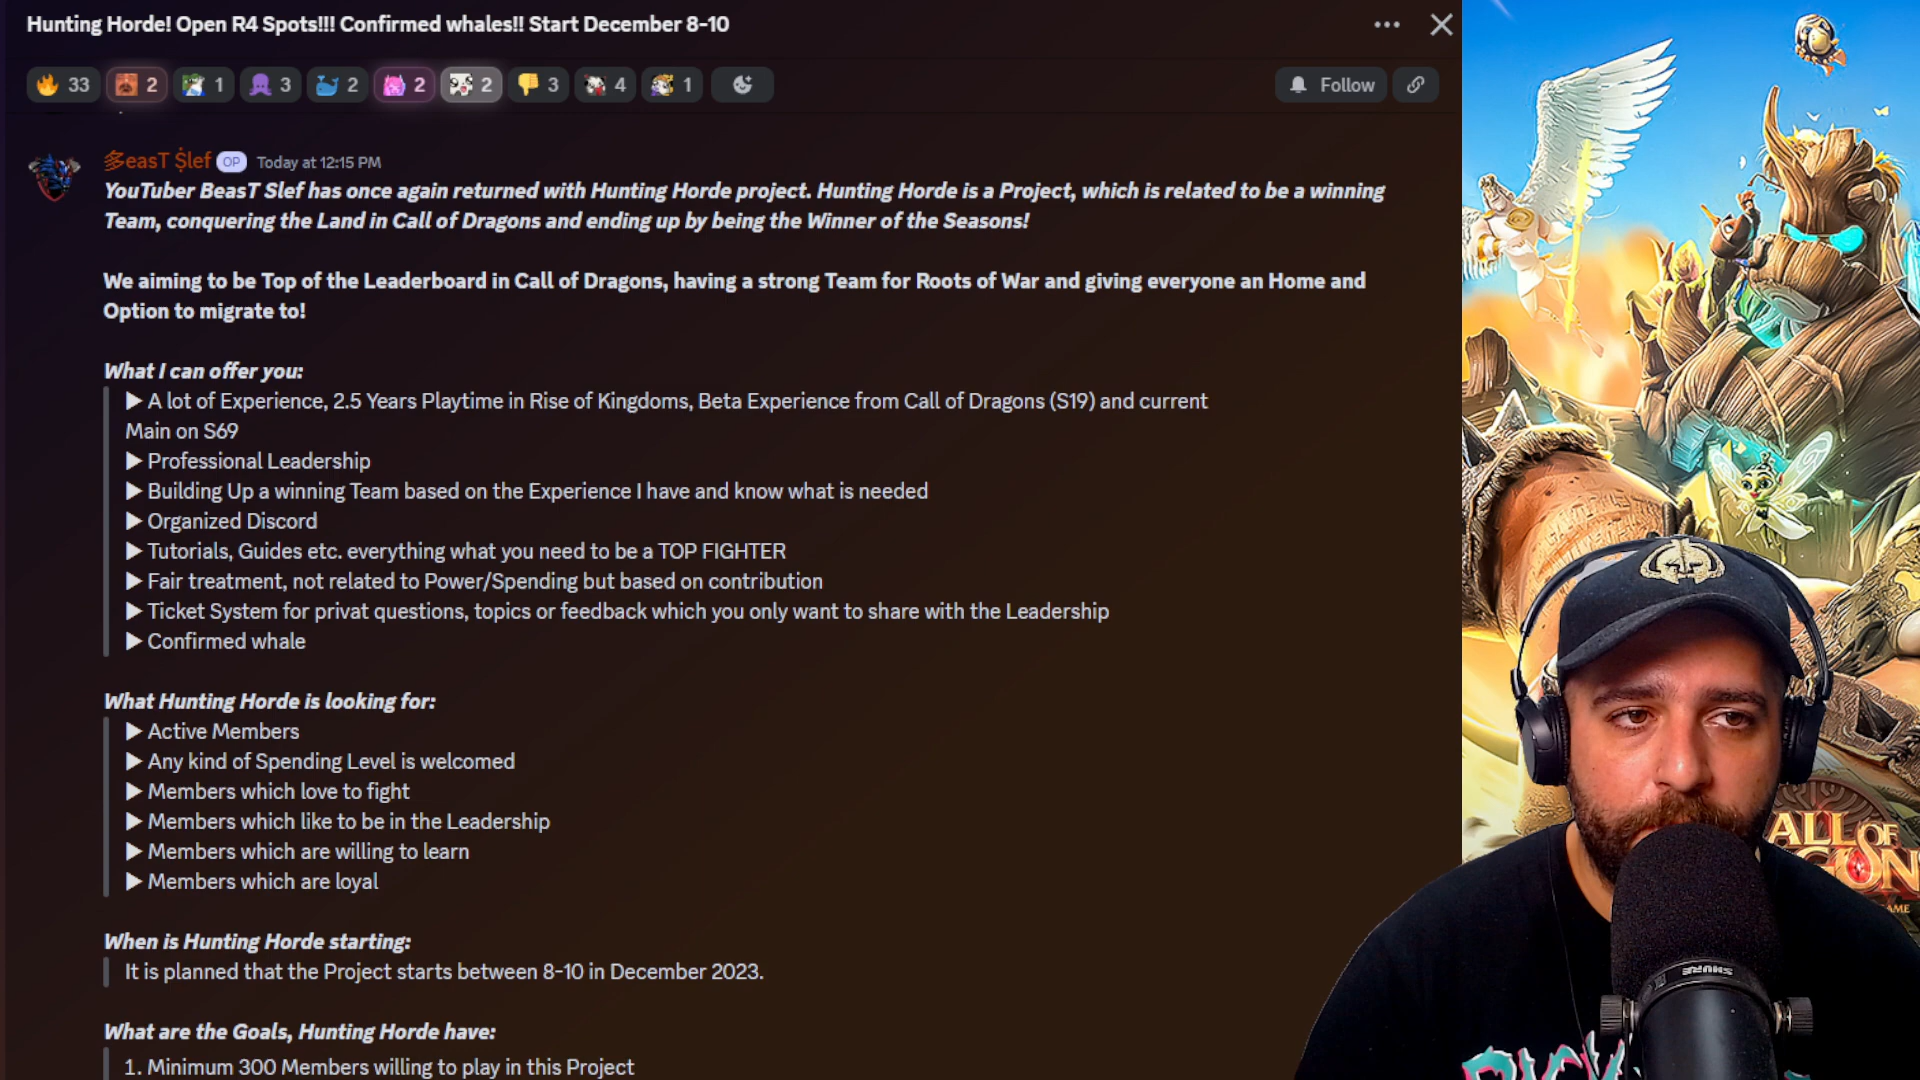 Hunting Horde! Open R4 Spots!!! Confirmed whales!! Start December 8-10
33 2 1 3 2 2 2 3 4 1
Follow
多easT Ṩlef OP Today at 12:15 PM
YouTuber BeasT Slef has once again returned with Hunting Horde project. Hunting Horde is a Project, which is related to be a winning
Team, conquering the Land in Call of Dragons and ending up by being the Winner of the Seasons!
We aiming to be Top of the Leaderboard in Call of Dragons, having a strong Team for Roots of War and giving everyone an Home and
Option to migrate to!
What I can offer you:
▶ A lot of Experience, 2.5 Years Playtime in Rise of Kingdoms, Beta Experience from Call of Dragons (S19) and current
Main on S69
▶ Professional Leadership
▶ Building Up a winning Team based on the Experience I have and know what is needed
▶ Organized Discord
▶ Tutorials, Guides etc. everything what you need to be a TOP FIGHTER
▶ Fair treatment, not related to Power/Spending but based on contribution
▶ Ticket System for privat questions, topics or feedback which you only want to share with the Leadership
▶ Confirmed whale
What Hunting Horde is looking for:
▶ Active Members
▶ Any kind of Spending Level is welcomed
▶ Members which love to fight
▶ Members which like to be in the Leadership
▶ Members which are willing to learn
▶ Members which are loyal
When is Hunting Horde starting:
It is planned that the Project starts between 8-10 in December 2023.
What are the Goals, Hunting Horde have:
1. Minimum 300 Members willing to play in this Project
ALL OF
GON
AME
SHURE